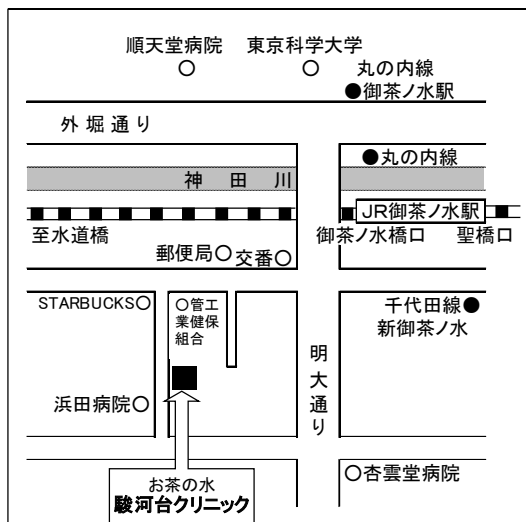 順天堂病院
東京科学大学
丸の内線
●御茶ノ水駅
外堀通り
●丸の内線
神田川
JR御茶ノ水駅
至水道橋
御茶ノ水橋口
聖橋口
郵便局○
交番○
STARBUCKS○
○管工
業健保
組合
千代田線●
新御茶ノ水
明大通り
浜田病院○
お茶の水
駿河台クリニック
○杏雲堂病院